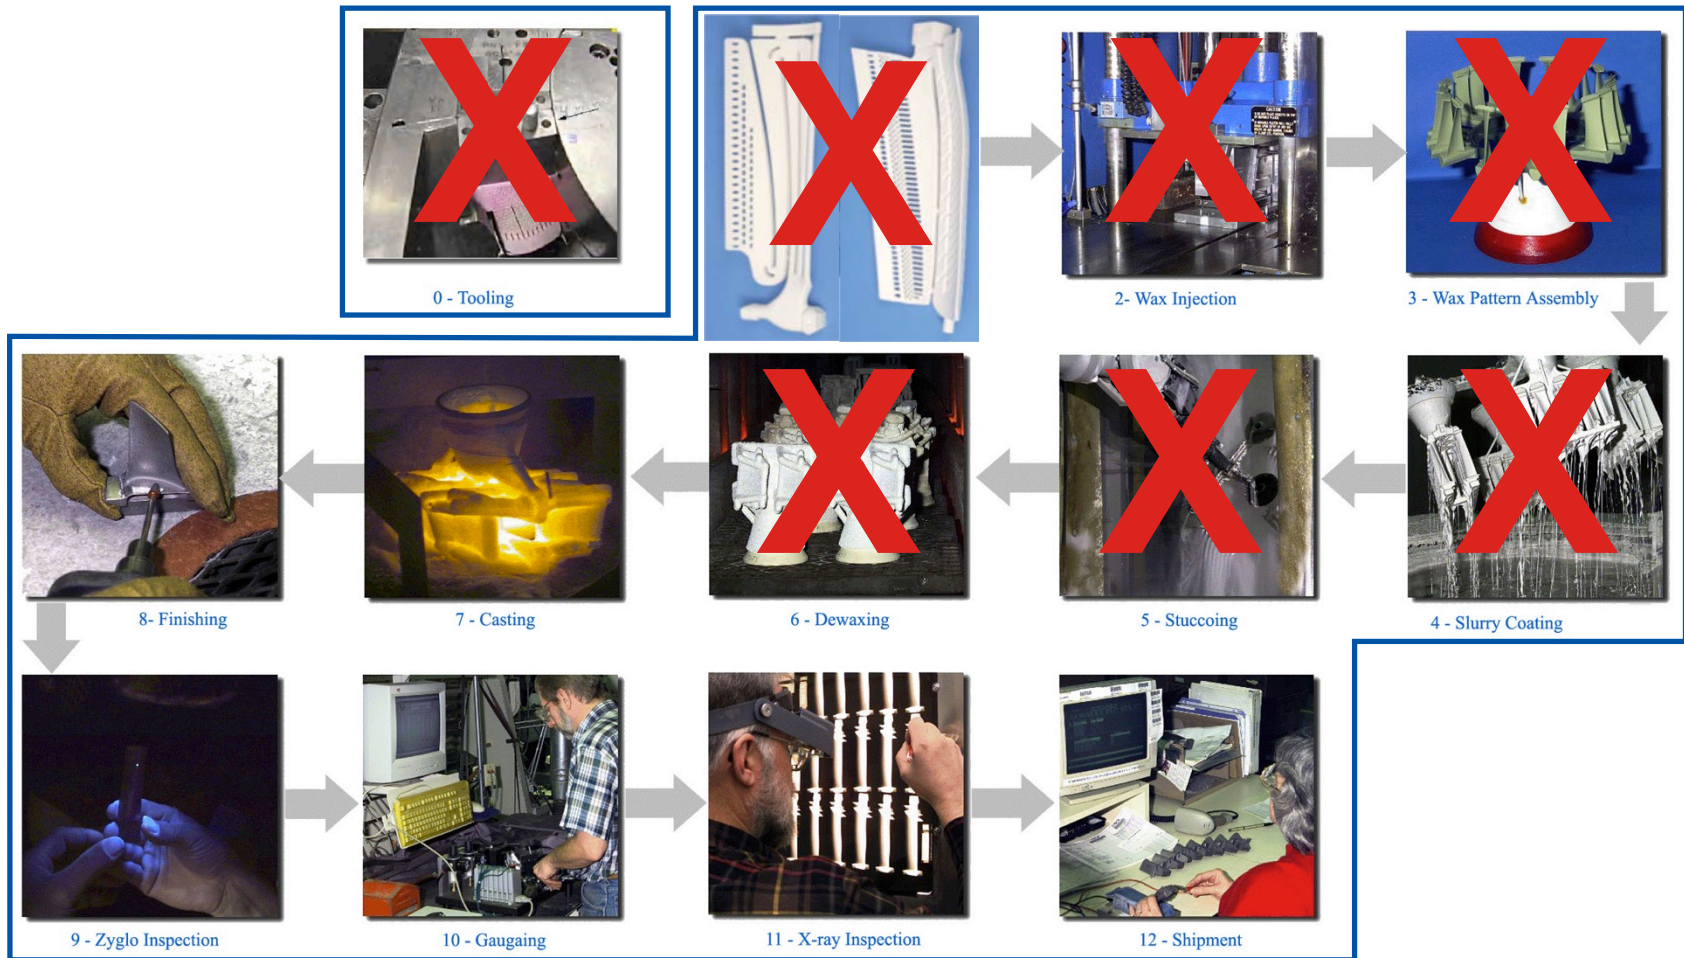 0 - Tooling
2- Wax Injection
3 - Wax Pattern Assembly
8- Finishing
7 - Casting
6 - Dewaxing
5 - Stuccoing
4 - Slurry Coating
9 - Zyglo Inspection
10 - Gaugaing
11 - X-ray Inspection
12 - Shipment
CAUTION